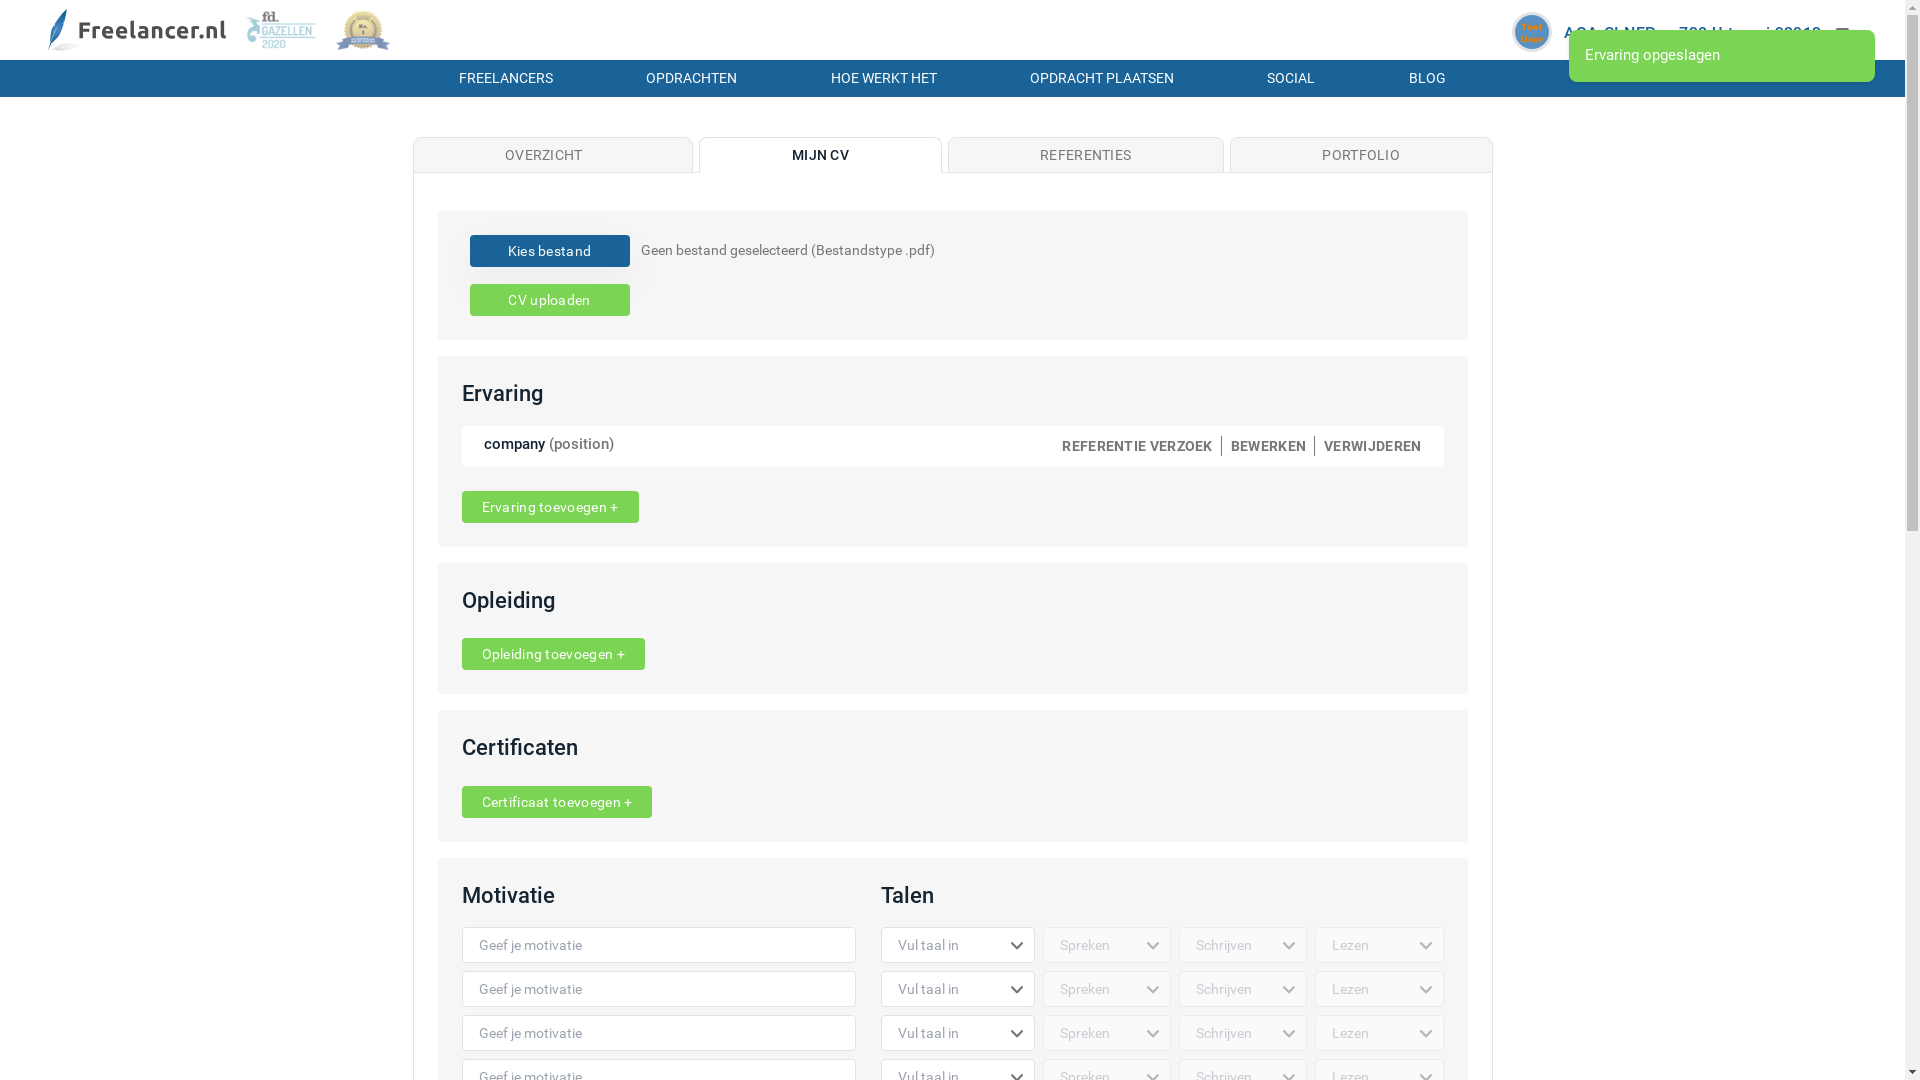 Freelancer.nl
fd.
GAZELLEN
2020
Ervaring opgeslagen
FREELANCERS
OPDRACHTEN
HOE WERKT HET
OPDRACHT PLAATSEN
SOCIAL
BLOG
OVERZICHT
MIJN CV
REFERENTIES
PORTFOLIO
Kies bestand
Geen bestand geselecteerd (Bestandstype .pdf)
CV uploaden
Ervaring
company (position)
REFERENTIE VERZOEK
BEWERKEN
VERWIJDEREN
Ervaring toevoegen +
Opleiding
Opleiding toevoegen +
Certificaten
Certificaat toevoegen +
Motivatie
Talen
Geef je motivatie
Vul taal in
Spreken
Schrijven
Lezen
Geef je motivatie
Vul taal in
Spreken
Schrijven
Lezen
Geef je motivatie
Vul taal in
Spreken
Schrijven
Lezen
Geef je motivatie
Vul taal in
Spreken
Schrijven
Lezen